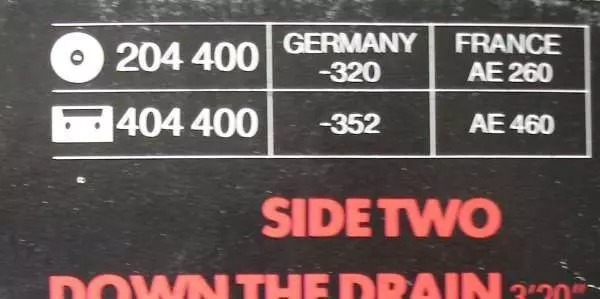 204 400 GERMANY -320 FRANCE AE 260
404 400 -352 AE 460
SIDE TWO
DOWN THE DRAIN 3'20"